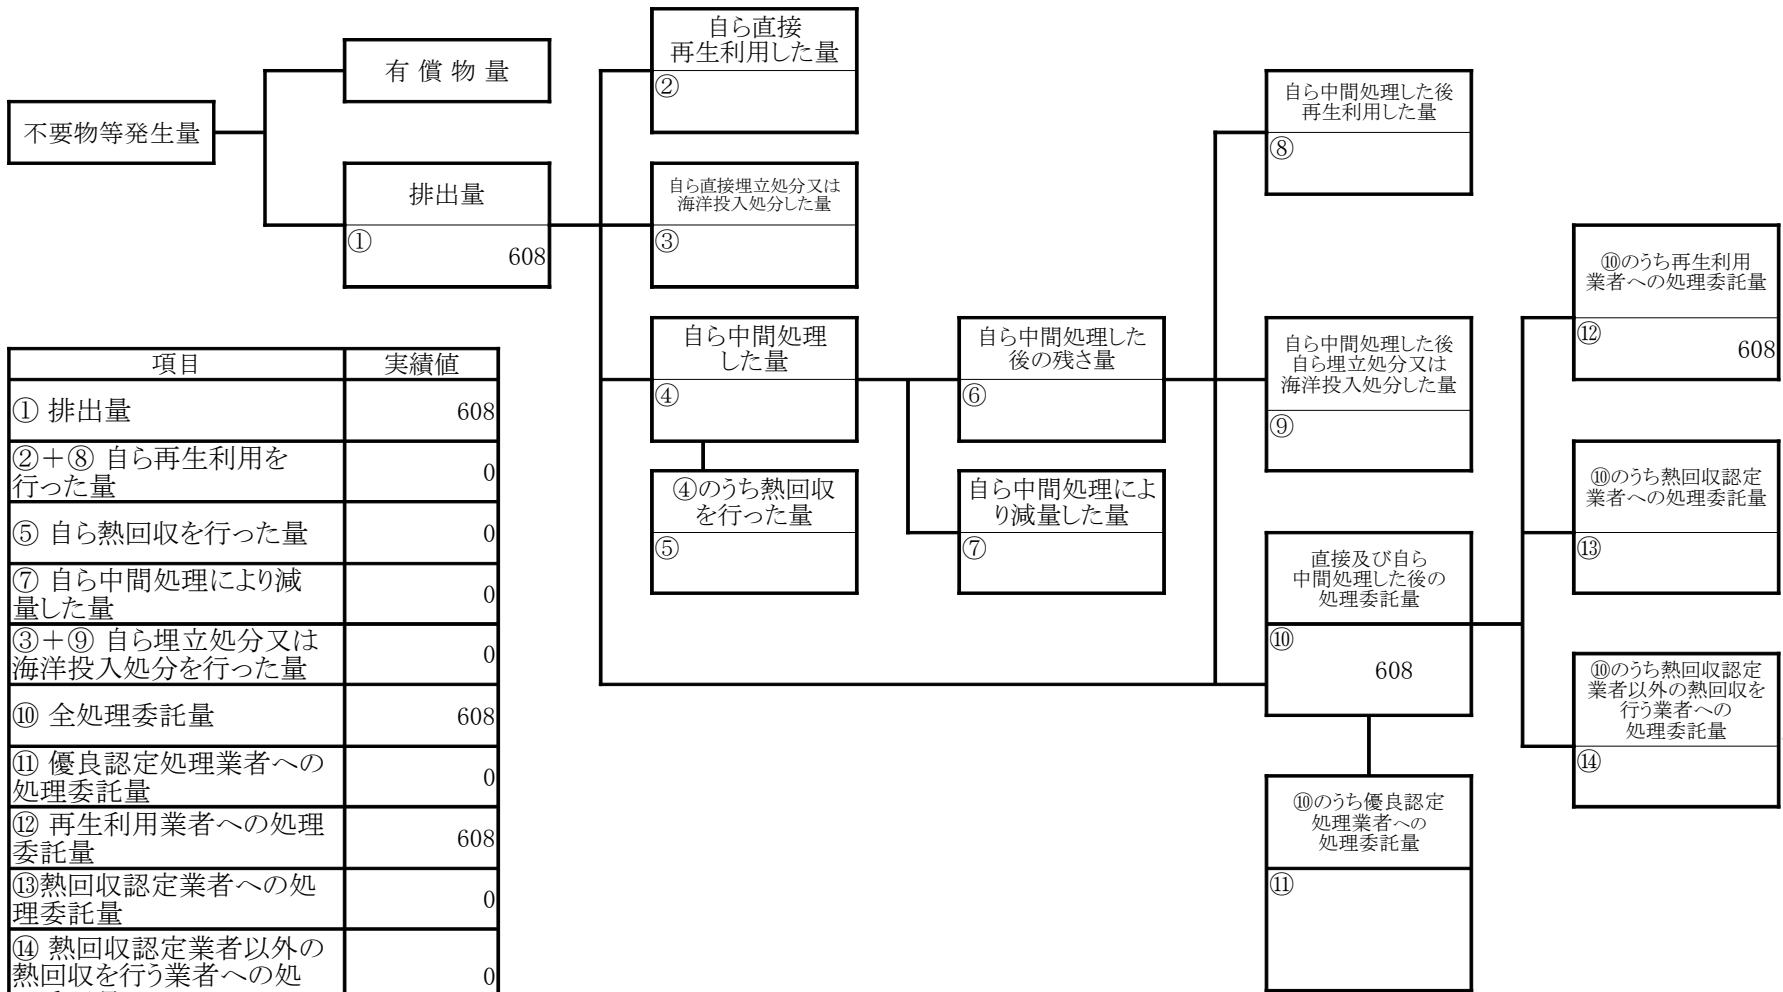 不要物等発生量
有 償 物 量
排出量
①
608
自ら直接
再生利用した量
②
自ら直接埋立処分又は
海洋投入処分した量
③
自ら中間処理
した量
④
④のうち熱回収
を行った量
⑤
自ら中間処理した
後の残さ量
⑥
自ら中間処理によ
り減量した量
⑦
自ら中間処理した後
再生利用した量
⑧
自ら中間処理した後
自ら埋立処分又は
海洋投入処分した量
⑨
直接及び自ら
中間処理した後の
処理委託量
⑩
608
⑩のうち優良認定
処理業者への
処理委託量
⑪
⑩のうち再生利用
業者への処理委託量
⑫
608
⑩のうち熱回収認定
業者への処理委託量
⑬
⑩のうち熱回収認定
業者以外の熱回収を
行う業者への
処理委託量
⑭
項目 実績値
① 排出量 608
②＋⑧ 自ら再生利用を
行った量 0
⑤ 自ら熱回収を行った量 0
⑦ 自ら中間処理により減
量した量 0
③＋⑨ 自ら埋立処分又は
海洋投入処分を行った量 0
⑩ 全処理委託量 608
⑪ 優良認定処理業者への
処理委託量 0
⑫ 再生利用業者への処理
委託量 608
⑬熱回収認定業者への処
理委託量 0
⑭ 熱回収認定業者以外の
熱回収を行う業者への処 0